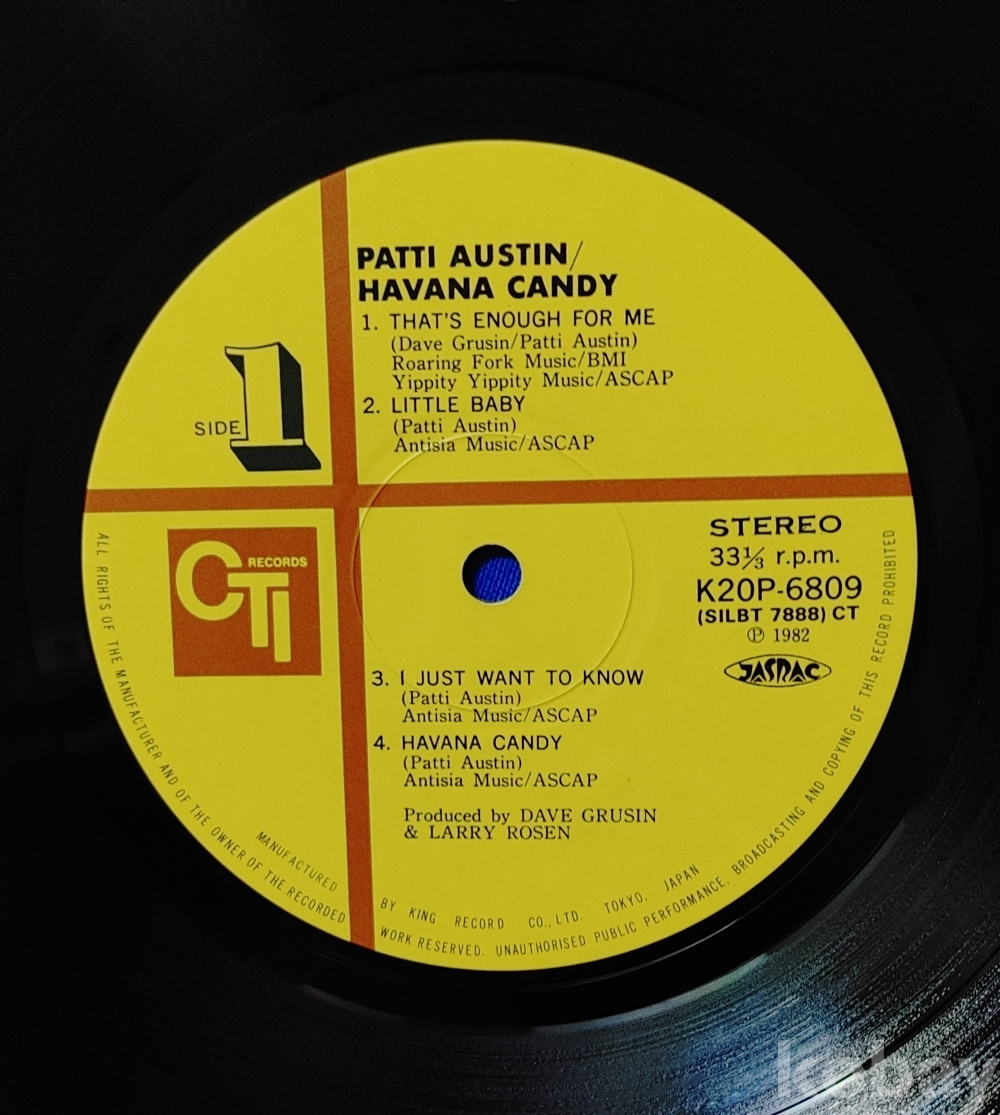 PATTI AUSTIN/
HAVANA CANDY
1. THAT'S ENOUGH FOR ME
(Dave Grusin/Patti Austin)
Roaring Fork Music/BMI
Yippity Yippity Music/ASCAP
2. LITTLE BABY
(Patti Austin)
Antisia Music/ASCAP
SIDE 1
CTI RECORDS
STEREO
33⅓ r.p.m.
K20P-6809
(SILBT 7888) CT
℗ 1982
JASRAC
3. I JUST WANT TO KNOW
(Patti Austin)
Antisia Music/ASCAP
4. HAVANA CANDY
(Patti Austin)
Antisia Music/ASCAP
Produced by DAVE GRUSIN
& LARRY ROSEN
MANUFACTURED BY KING RECORD CO., LTD. TOKYO, JAPAN
ALL RIGHTS OF THE MANUFACTURER AND OF THE OWNER OF THE RECORDED WORK RESERVED. UNAUTHORISED PUBLIC PERFORMANCE, BROADCASTING AND COPYING OF THIS RECORD PROHIBITED